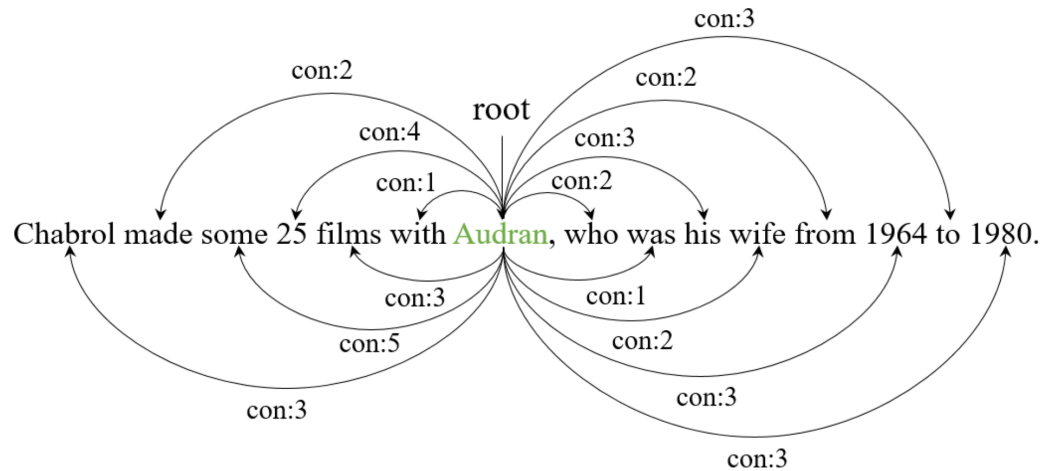 con:3
con:2
con:2
root
con:4
con:3
con:1
con:2
Chabrol made some 25 films with Audran, who was his wife from 1964 to 1980.
con:3
con:1
con:5
con:2
con:3
con:3
con:3